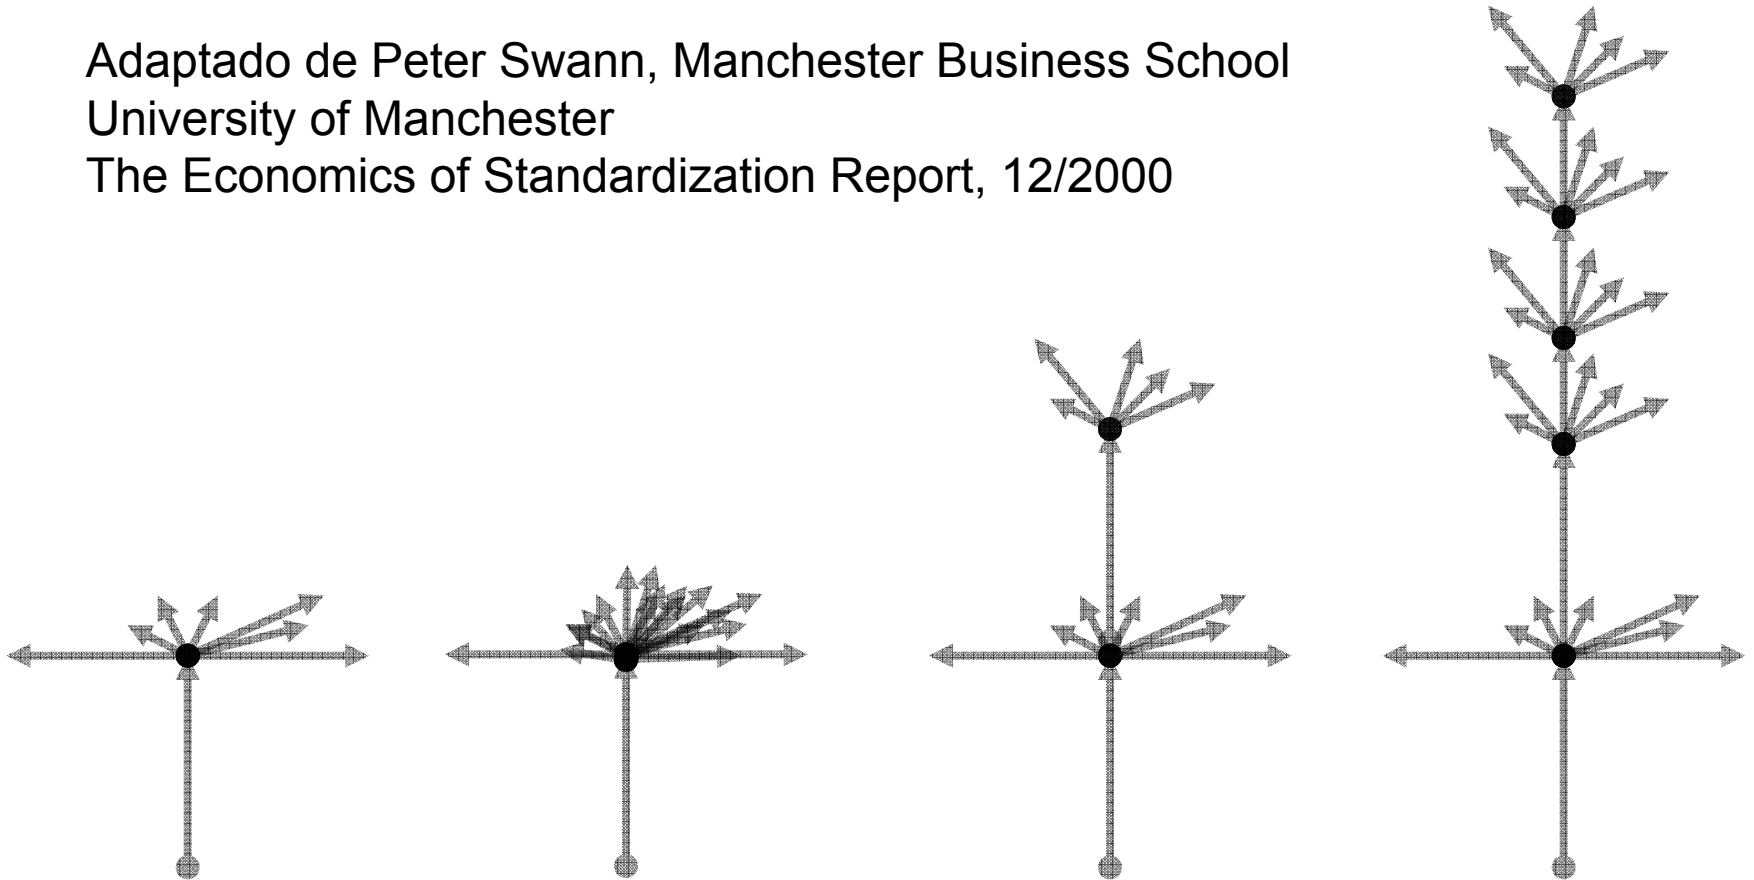 Adaptado de Peter Swann, Manchester Business School
University of Manchester
The Economics of Standardization Report, 12/2000